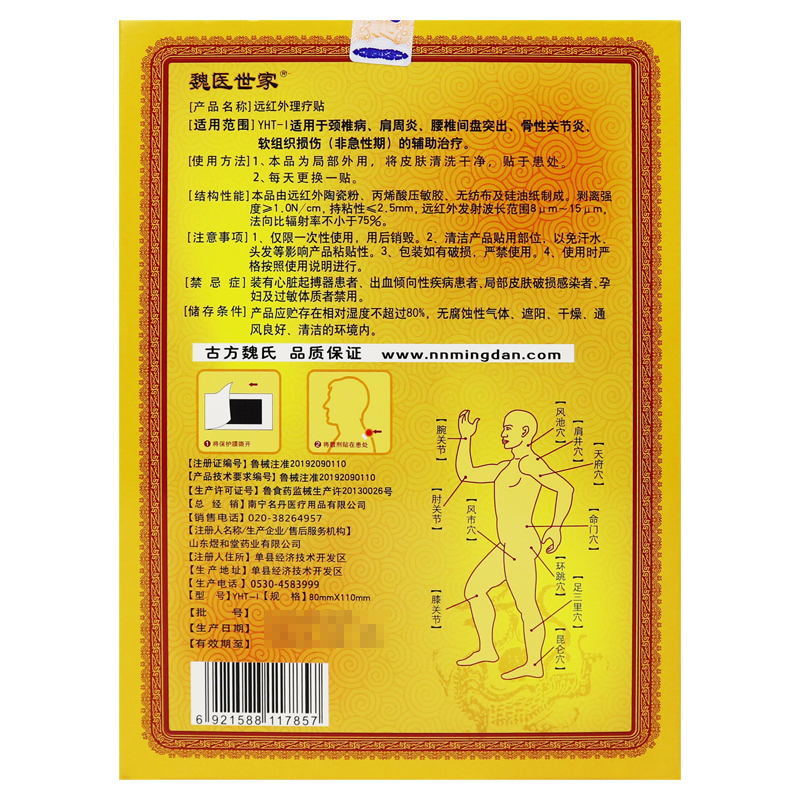 魏医世家®
[产品名称]远红外理疗贴
[适用范围]YHT-I适用于颈椎病、肩周炎、腰椎间盘突出、骨性关节炎、
软组织损伤(非急性期)的辅助治疗。
[使用方法]1、本品为局部外用,将皮肤清洗干净,贴于患处。
2、每天更换一贴。
[结构性能]本品由远红外陶瓷粉、丙烯酸压敏胶、无纺布及硅油纸制成。剥离强
度≥1.0N/cm,持粘性≤2.5mm,远红外发射波长范围8μm~15μm,
法向比辐射率不小于75%。
[注意事项]1、仅限一次性使用,用后销毁。2、清洁产品贴用部位,以免汗水、
头发等影响产品粘贴性。3、包装如有破损,严禁使用。4、使用时严
格按照使用说明进行。
[禁忌症]装有心脏起搏器患者、出血倾向性疾病患者、局部皮肤破损感染者、孕
妇及过敏体质者禁用。
[储存条件]产品应贮存在相对湿度不超过80%,无腐蚀性气体、遮阳、干燥、通
风良好、清洁的环境内。
古方魏氏 品质保证 www.nnmingdan.com
①将保护膜撕开
②将敷剂贴在患处
风池穴
肩井穴
天府穴
腕关节
肘关节
风市穴
命门穴
环跳穴
足三里穴
膝关节
昆仑穴
【注册证编号】鲁械注准20192090110
【产品技术要求编号】鲁械注准20192090110
【生产许可证号】鲁食药监械生产许20130026号
【总经销】南宁名丹医疗用品有限公司
【销售电话】020-38264957
【注册人名称/生产企业/售后服务机构】
山东煜和堂药业有限公司
【注册人住所】单县经济技术开发区
【生产地址】单县经济技术开发区
【生产电话】0530-4583999
【型号】YHT-I【规格】80mmX110mm
【批号】
【生产日期】
【有效期至】
6 921588 117857